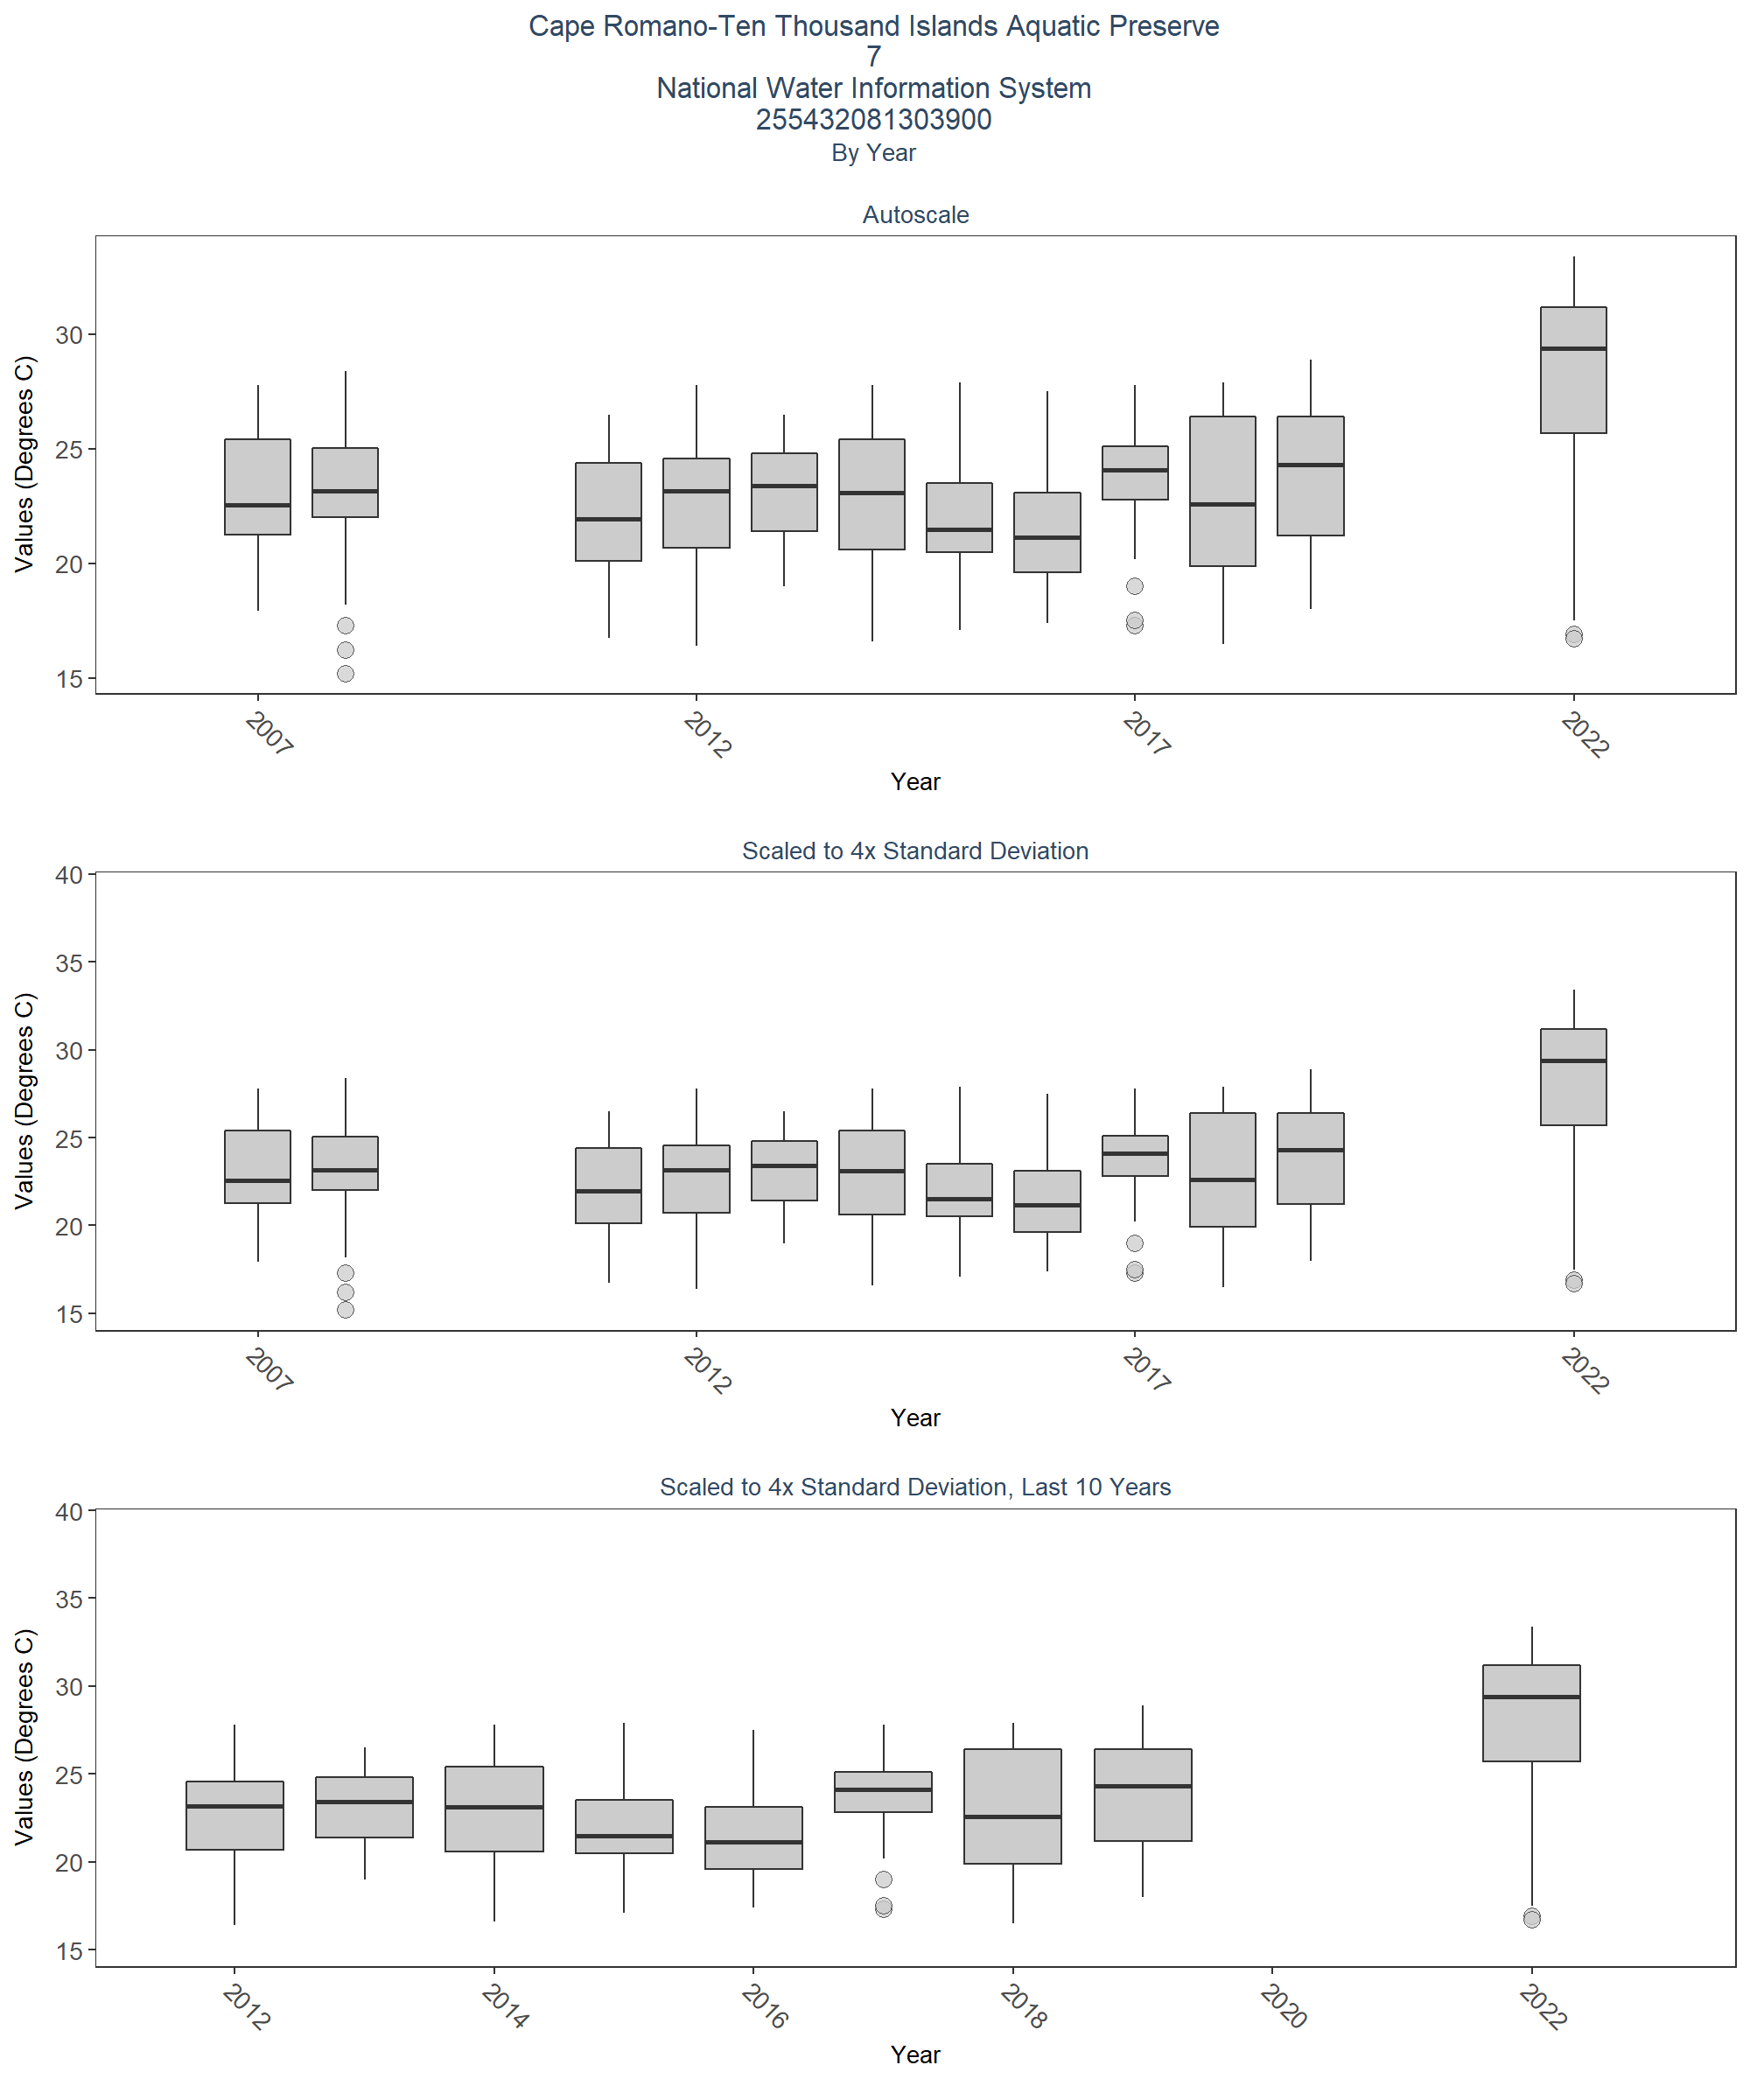 Cape Romano-Ten Thousand Islands Aquatic Preserve
7
National Water Information System
255432081303900
By Year
Autoscale
Values (Degrees C)
30
25
20
15
2007
2012
2017
2022
Year
Scaled to 4x Standard Deviation
Values (Degrees C)
40
35
30
25
20
15
2007
2012
2017
2022
Year
Scaled to 4x Standard Deviation, Last 10 Years
Values (Degrees C)
40
35
30
25
20
15
2012
2014
2016
2018
2020
2022
Year